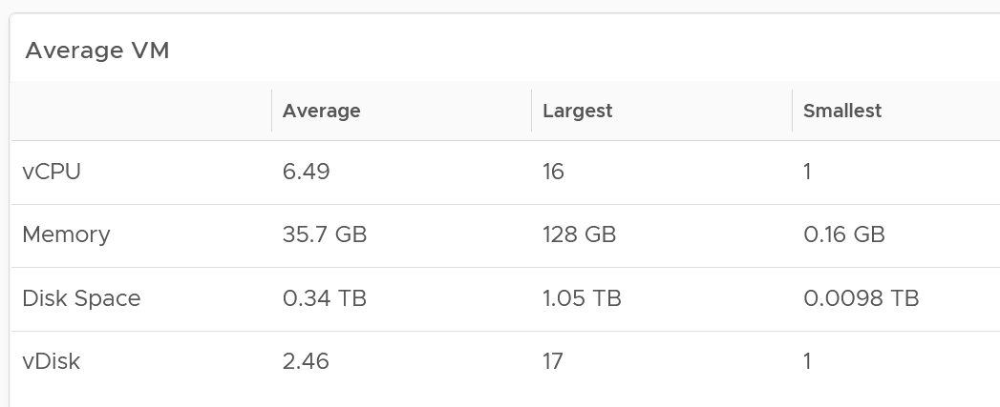 Average VM
Average Largest Smallest
vCPU 6.49 16 1
Memory 35.7 GB 128 GB 0.16 GB
Disk Space 0.34 TB 1.05 TB 0.0098 TB
vDisk 2.46 17 1